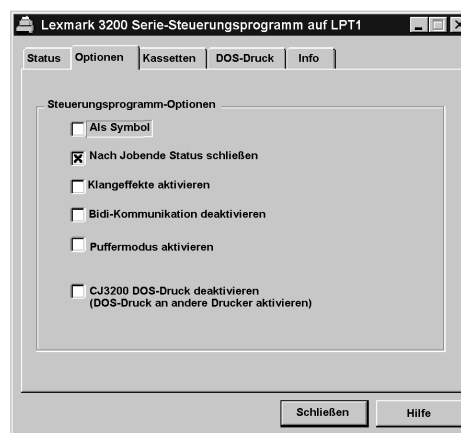 Lexmark 3200 Serie-Steuerungsprogramm auf LPT1
Status Optionen Kassetten DOS-Druck Info
Steuerungsprogramm-Optionen
Als Symbol
Nach Jobende Status schließen
Klangeffekte aktivieren
Bidi-Kommunikation deaktivieren
Puffermodus aktivieren
CJ3200 DOS-Druck deaktivieren
(DOS-Druck an andere Drucker aktivieren)
Schließen Hilfe